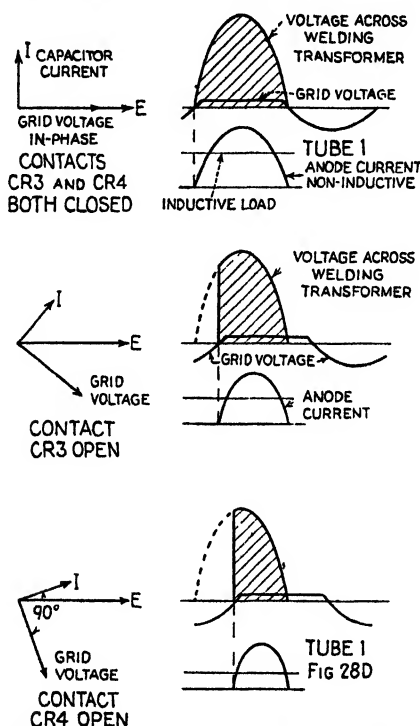 I
CAPACITOR
CURRENT
E
GRID VOLTAGE
IN-PHASE
CONTACTS
CR3 AND CR4
BOTH CLOSED
VOLTAGE ACROSS
WELDING
TRANSFORMER
GRID VOLTAGE
TUBE 1
ANODE CURRENT
NON-INDUCTIVE
INDUCTIVE LOAD
I
E
GRID
VOLTAGE
CONTACT
CR3 OPEN
VOLTAGE ACROSS
WELDING
TRANSFORMER
GRID VOLTAGE
ANODE
CURRENT
I
90°
E
GRID
VOLTAGE
CONTACT
CR4 OPEN
TUBE 1
FIG 28D